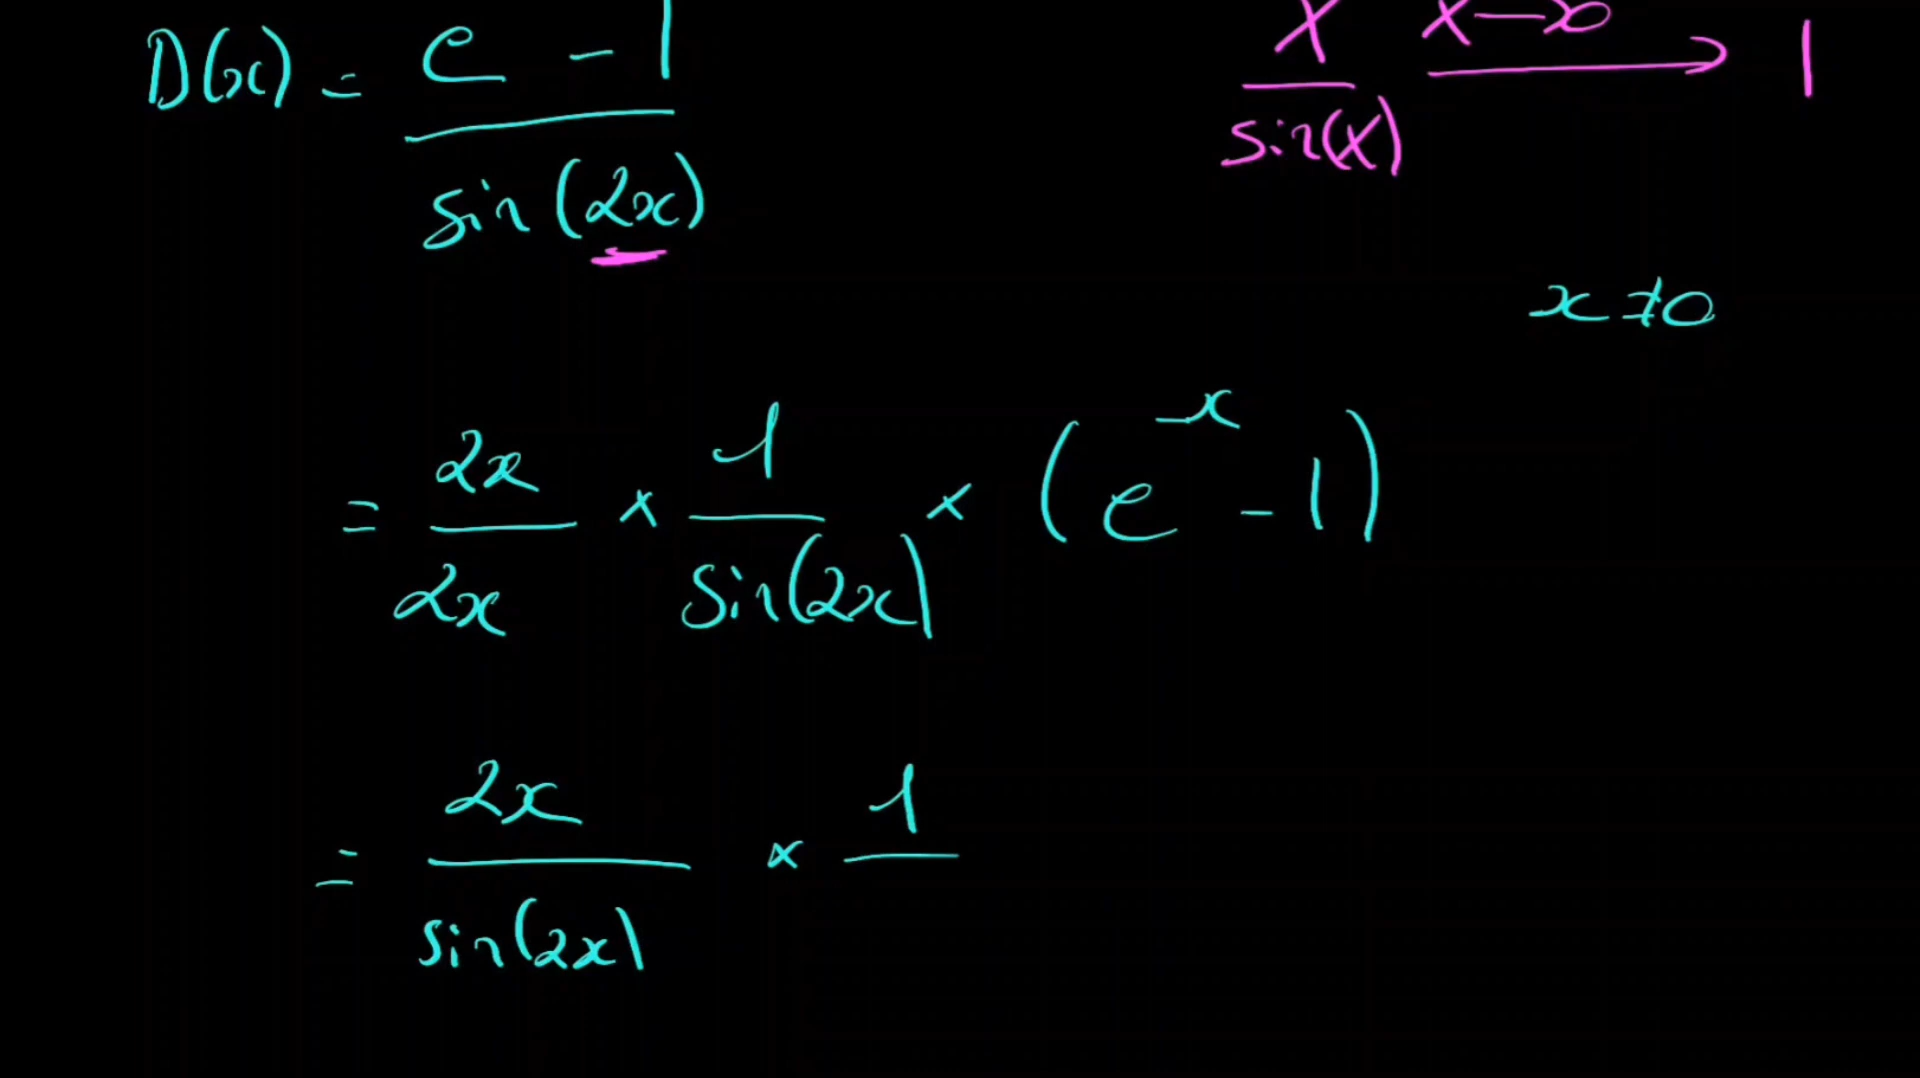 D(x) = (e - 1) / sin(2x)
X / sin(X) X→0 → 1
x ≠ 0
= 2x/2x × 1/sin(2x) × (e^-x - 1)
= 2x/sin(2x) × 1/